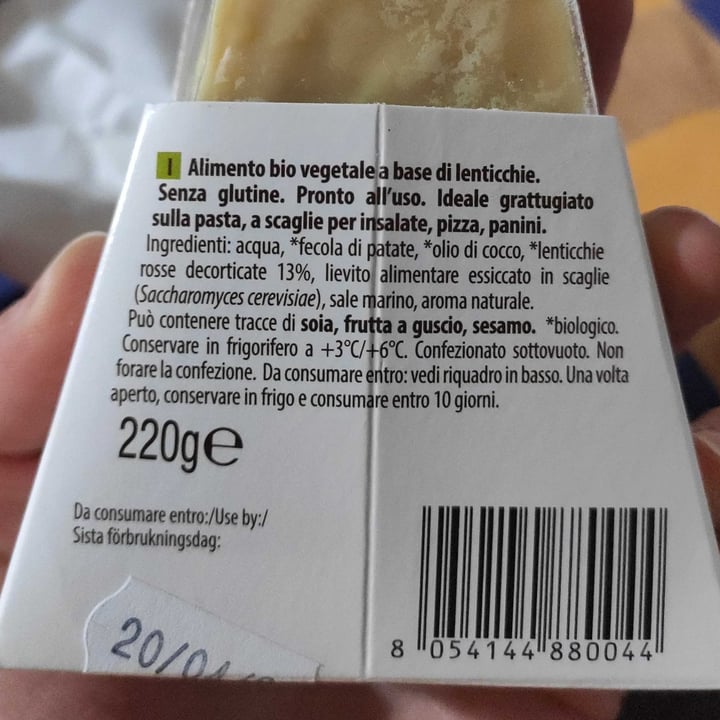 I Alimento bio vegetale a base di lenticchie.
Senza glutine. Pronto all'uso. Ideale grattugiato
sulla pasta, a scaglie per insalate, pizza, panini.
Ingredienti: acqua, *fecola di patate, *olio di cocco, *lenticchie
rosse decorticate 13%, lievito alimentare essiccato in scaglie
(Saccharomyces cerevisiae), sale marino, aroma naturale.
Può contenere tracce di soia, frutta a guscio, sesamo. *biologico.
Conservare in frigorifero a +3°C/+6°C. Confezionato sottovuoto. Non
forare la confezione. Da consumare entro: vedi riquadro in basso. Una volta
aperto, conservare in frigo e consumare entro 10 giorni.
220g℮
Da consumare entro:/Use by:/
Sista förbrukningsdag:
8 054144 880044